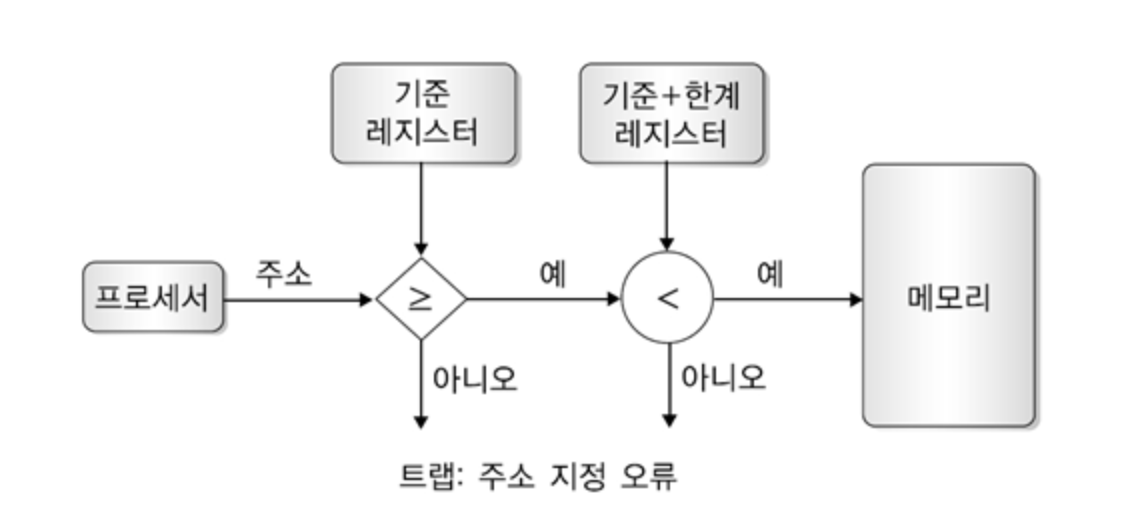 기준
레지스터
기준+한계
레지스터
프로세서
주소
≥
예
<
예
메모리
아니오
아니오
트랩: 주소 지정 오류